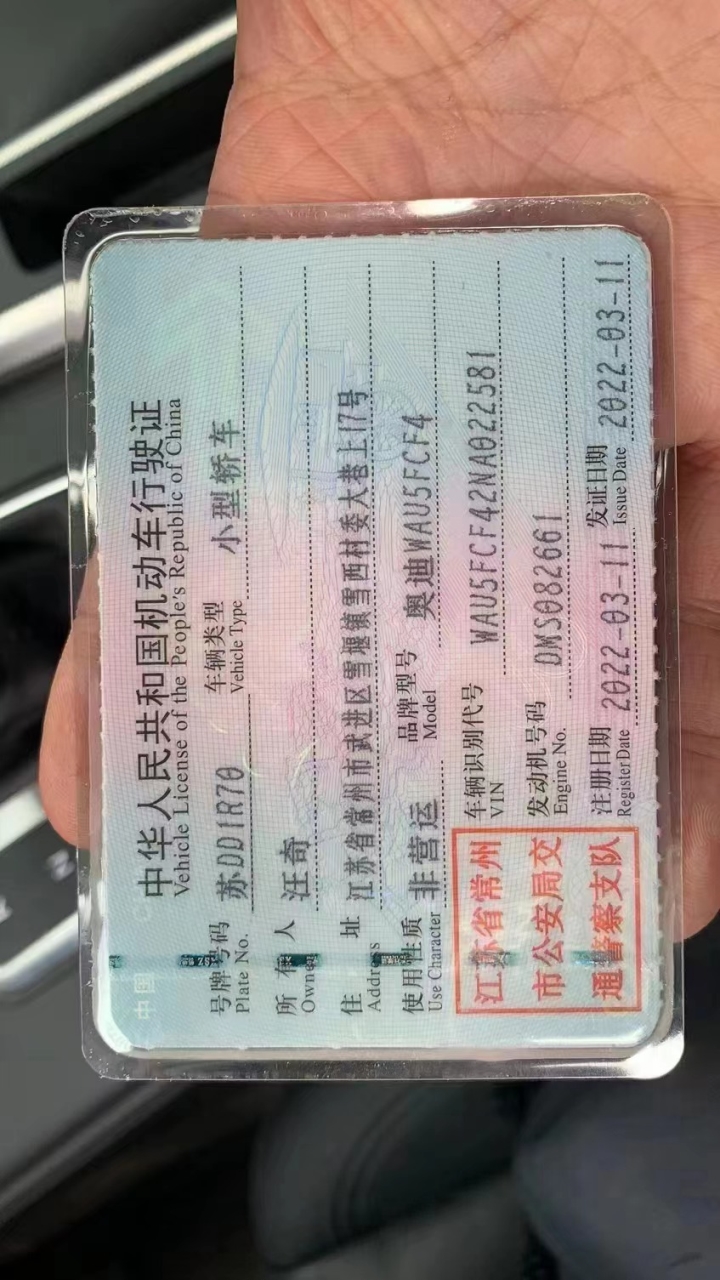 中华人民共和国机动车行驶证
Vehicle License of the People's Republic of China
号牌号码 苏DD1R70 车辆类型 小型轿车
Plate No. Vehicle Type
所有人 汪奇
Owner
住址 江苏省常州市武进区雪堰镇雪西村委大巷上17号
Address
使用性质 非营运 品牌型号 奥迪WAU5FCF4
Use Character Model
江苏省常州
市公安局交
通警察支队
车辆识别代号 WAU5FCF42NA022581
VIN
发动机号码 DMS082661
Engine No.
注册日期 2022-03-11 发证日期 2022-03-11
Register Date Issue Date